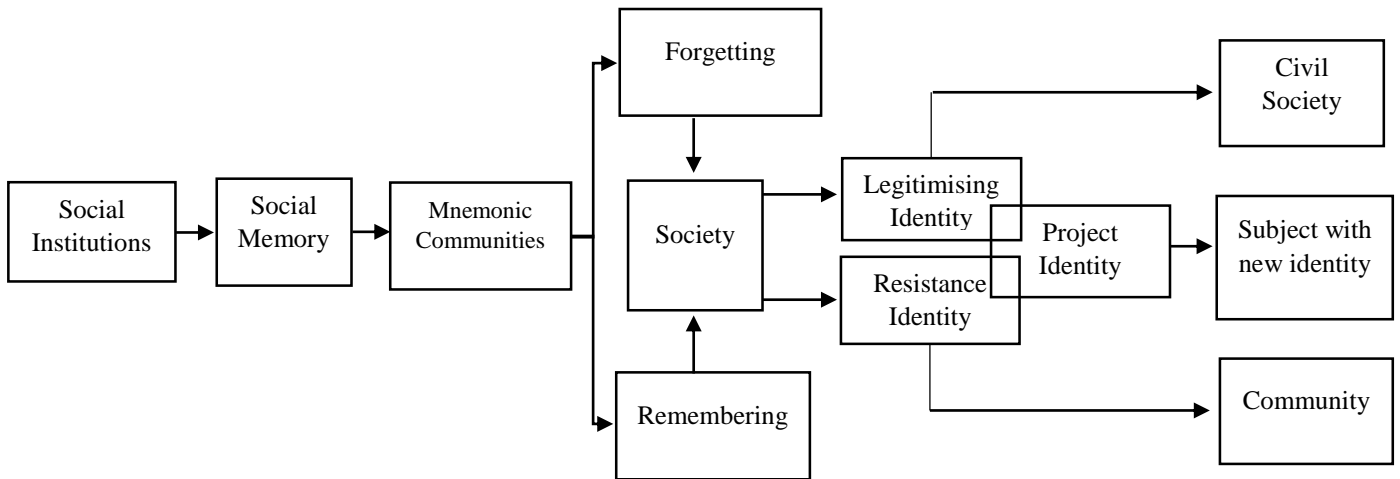 Social
Institutions
Social
Memory
Mnemonic
Communities
Forgetting
Society
Remembering
Legitimising
Identity
Resistance
Identity
Project
Identity
Civil
Society
Subject with
new identity
Community